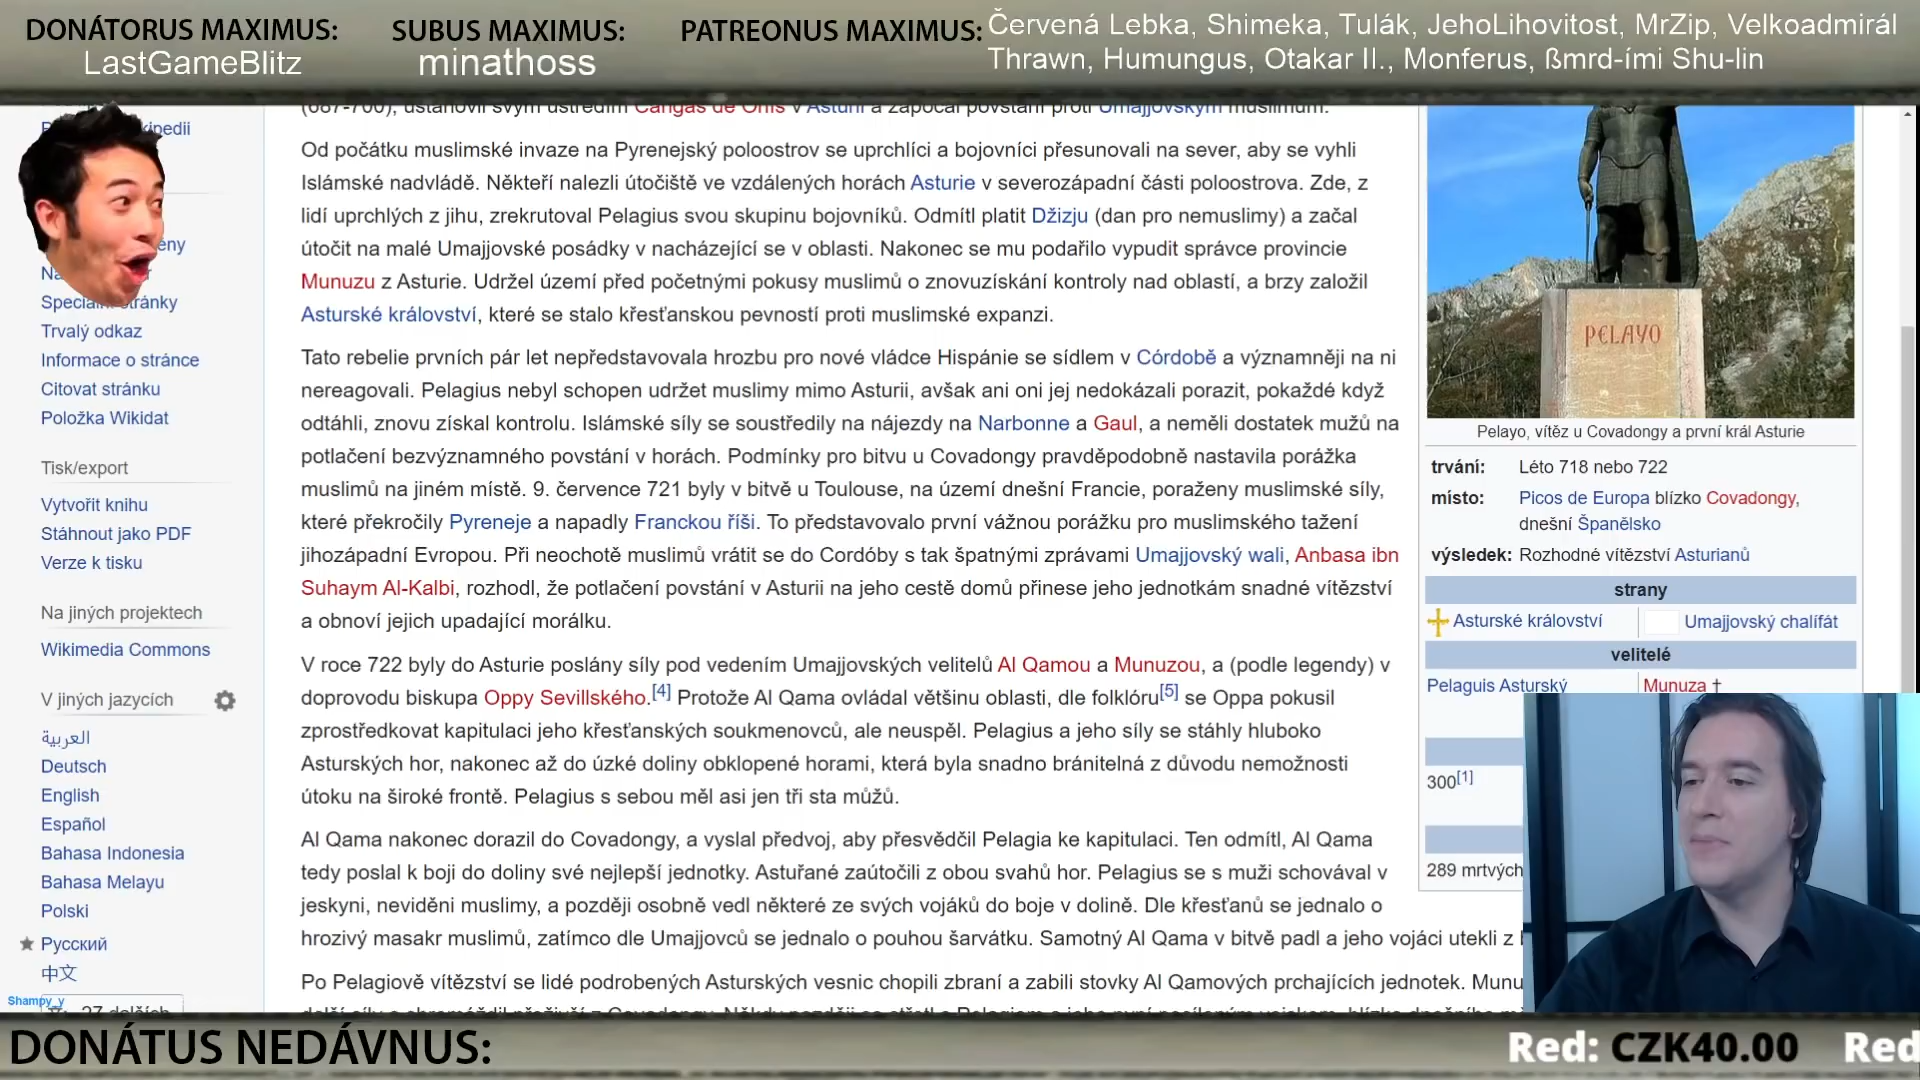 DONÁTORUS MAXIMUS:
LastGameBlitz
SUBUS MAXIMUS:
minathoss
PATREONUS MAXIMUS:
Červená Lebka, Shimeka, Tulák, JehoLihovitost, MrZip, Velkoadmirál
Thrawn, Humungus, Otakar II., Monferus, ßmrd-ími Shu-lin
Speciální stránky
Trvalý odkaz
Informace o stránce
Citovat stránku
Položka Wikidat
Tisk/export
Vytvořit knihu
Stáhnout jako PDF
Verze k tisku
Na jiných projektech
Wikimedia Commons
V jiných jazycích
العربية
Deutsch
English
Español
Bahasa Indonesia
Bahasa Melayu
Polski
Русский
中文
Shampy_y
27 dalších
(687-700), ustanovil svým ústředím Cangas de Onís v Asturii a započal povstání proti Umajjovským muslimům.
Od počátku muslimské invaze na Pyrenejský poloostrov se uprchlíci a bojovníci přesunovali na sever, aby se vyhli
Islámské nadvládě. Někteří nalezli útočiště ve vzdálených horách Asturie v severozápadní části poloostrova. Zde, z
lidí uprchlých z jihu, zrekrutoval Pelagius svou skupinu bojovníků. Odmítl platit Džizju (dan pro nemuslimy) a začal
útočit na malé Umajjovské posádky v nacházející se v oblasti. Nakonec se mu podařilo vypudit správce provincie
Munuzu z Asturie. Udržel území před početnými pokusy muslimů o znovuzískání kontroly nad oblastí, a brzy založil
Asturské království, které se stalo křesťanskou pevností proti muslimské expanzi.
Tato rebelie prvních pár let nepředstavovala hrozbu pro nové vládce Hispánie se sídlem v Córdobě a významněji na ni
nereagovali. Pelagius nebyl schopen udržet muslimy mimo Asturii, avšak ani oni jej nedokázali porazit, pokaždé když
odtáhli, znovu získal kontrolu. Islámské síly se soustředily na nájezdy na Narbonne a Gaul, a neměli dostatek mužů na
potlačení bezvýznamného povstání v horách. Podmínky pro bitvu u Covadongy pravděpodobně nastavila porážka
muslimů na jiném místě. 9. července 721 byly v bitvě u Toulouse, na území dnešní Francie, poraženy muslimské síly,
které překročily Pyreneje a napadly Franckou říši. To představovalo první vážnou porážku pro muslimského tažení
jihozápadní Evropou. Při neochotě muslimů vrátit se do Cordóby s tak špatnými zprávami Umajjovský wali, Anbasa ibn
Suhaym Al-Kalbi, rozhodl, že potlačení povstání v Asturii na jeho cestě domů přinese jeho jednotkám snadné vítězství
a obnoví jejich upadající morálku.
V roce 722 byly do Asturie poslány síly pod vedením Umajjovských velitelů Al Qamou a Munuzou, a (podle legendy) v
doprovodu biskupa Oppy Sevillského.[4] Protože Al Qama ovládal většinu oblasti, dle folklóru[5] se Oppa pokusil
zprostředkovat kapitulaci jeho křesťanských soukmenovců, ale neuspěl. Pelagius a jeho síly se stáhly hluboko
Asturských hor, nakonec až do úzké doliny obklopené horami, která byla snadno bránitelná z důvodu nemožnosti
útoku na široké frontě. Pelagius s sebou měl asi jen tři sta můžů.
Al Qama nakonec dorazil do Covadongy, a vyslal předvoj, aby přesvědčil Pelagia ke kapitulaci. Ten odmítl, Al Qama
tedy poslal k boji do doliny své nejlepší jednotky. Astuřané zaútočili z obou svahů hor. Pelagius se s muži schovával v
jeskyni, neviděni muslimy, a později osobně vedl některé ze svých vojáků do boje v dolině. Dle křesťanů se jednalo o
hrozivý masakr muslimů, zatímco dle Umajjovců se jednalo o pouhou šarvátku. Samotný Al Qama v bitvě padl a jeho vojáci utekli z
Po Pelagiově vítězství se lidé podrobených Asturských vesnic chopili zbraní a zabili stovky Al Qamových prchajících jednotek. Munu
PELAYO
Pelayo, vítěz u Covadongy a první král Asturie
trvání: Léto 718 nebo 722
místo: Picos de Europa blízko Covadongy,
dnešní Španělsko
výsledek: Rozhodné vítězství Asturianů
strany
Asturské království Umajjovský chalífát
velitelé
Pelaguis Asturský Munuza †
300[1]
289 mrtvých
DONÁTUS NEDÁVNUS:
Red: CZK40.00 Red